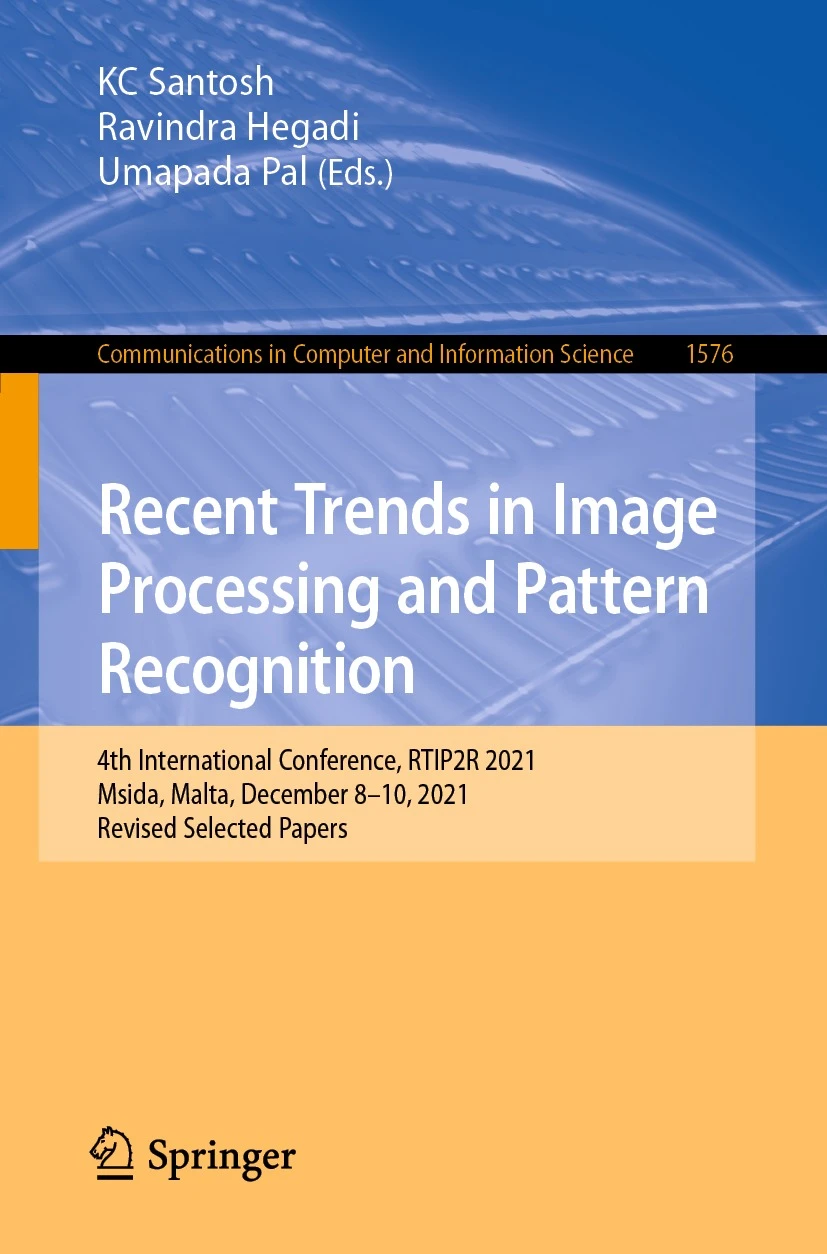 KC Santosh
Ravindra Hegadi
Umapada Pal (Eds.)
Communications in Computer and Information Science 1576
Recent Trends in Image
Processing and Pattern
Recognition
4th International Conference, RTIP2R 2021
Msida, Malta, December 8–10, 2021
Revised Selected Papers
Springer